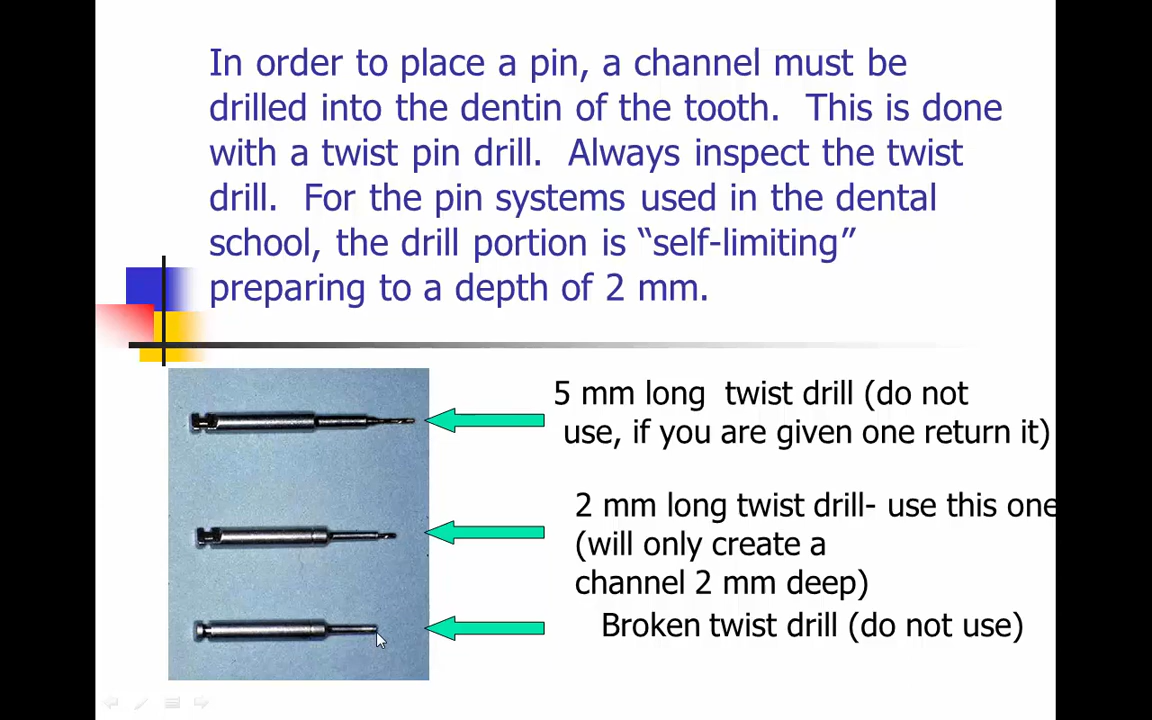 In order to place a pin, a channel must be
drilled into the dentin of the tooth.  This is done
with a twist pin drill.  Always inspect the twist
drill.  For the pin systems used in the dental
school, the drill portion is “self-limiting”
preparing to a depth of 2 mm.
5 mm long  twist drill (do not
use, if you are given one return it)
2 mm long twist drill- use this one
(will only create a
channel 2 mm deep)
Broken twist drill (do not use)